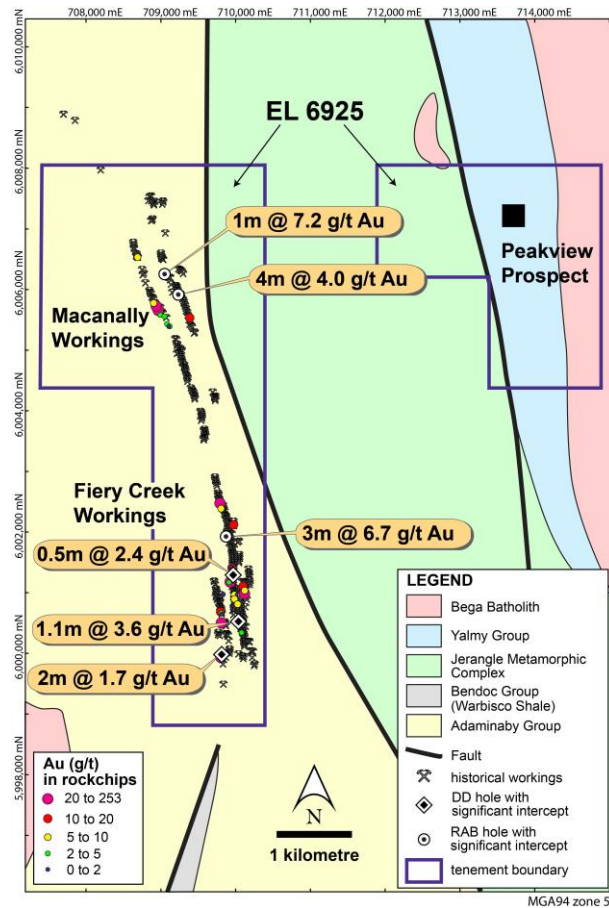 708,000 mE 709,000 mE 710,000 mE 711,000 mE 712,000 mE 713,000 mE 714,000 mE
6,010,000 mN
6,008,000 mN
6,006,000 mN
6,004,000 mN
6,002,000 mN
6,000,000 mN
5,998,000 mN
EL 6925
1m @ 7.2 g/t Au
4m @ 4.0 g/t Au
Peakview
Prospect
Macanally
Workings
Fiery Creek
Workings
3m @ 6.7 g/t Au
0.5m @ 2.4 g/t Au
1.1m @ 3.6 g/t Au
2m @ 1.7 g/t Au
Au (g/t)
in rockchips
20 to 253
10 to 20
5 to 10
2 to 5
0 to 2
N
1 kilometre
LEGEND
Bega Batholith
Yalmy Group
Jerangle Metamorphic
Complex
Bendoc Group
(Warbisco Shale)
Adaminaby Group
Fault
historical workings
DD hole with
significant intercept
RAB hole with
significant intercept
tenement boundary
MGA94 zone 5